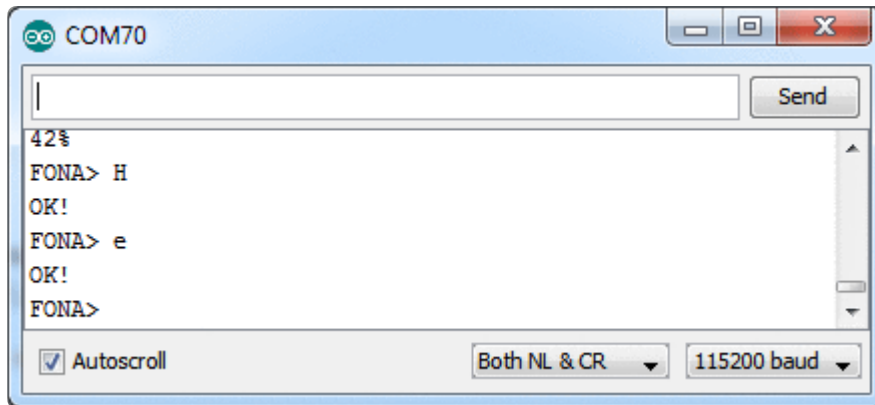 COM70
Send
42%
FONA> H
OK!
FONA> e
OK!
FONA>
Autoscroll
Both NL & CR
115200 baud